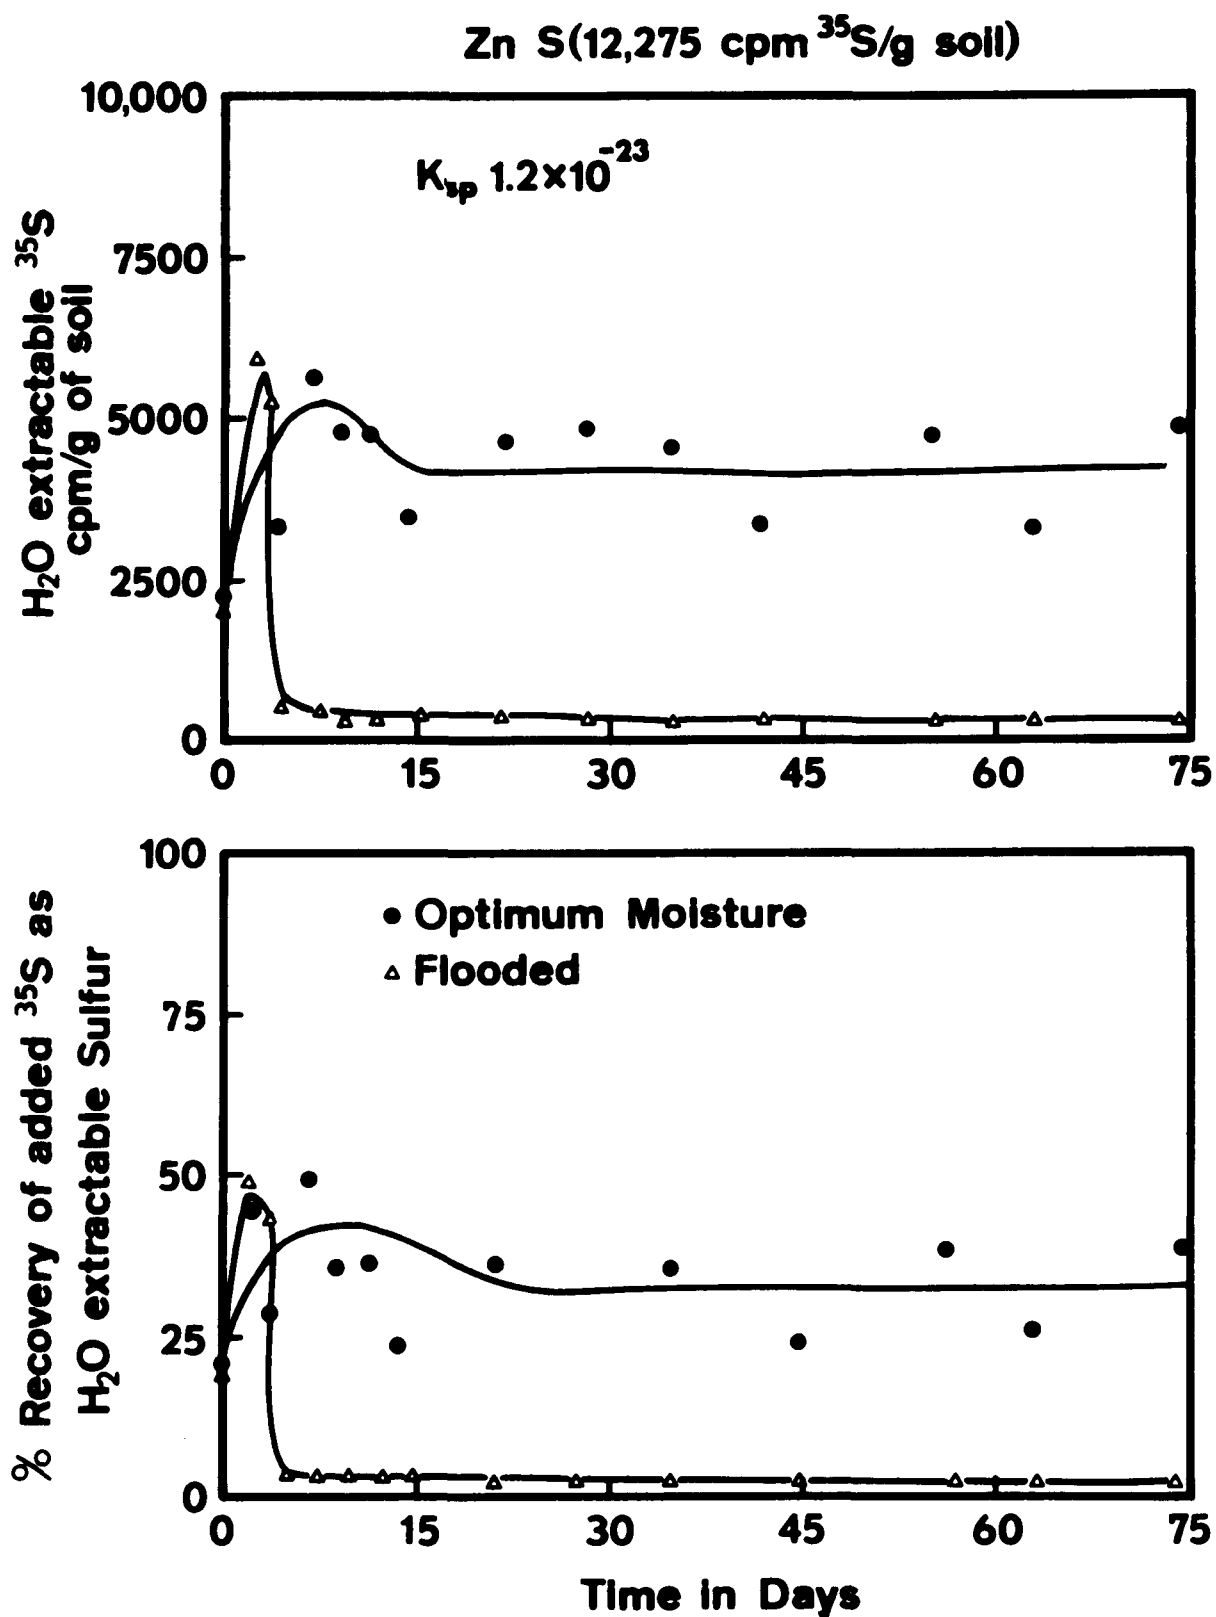 Zn S(12,275 cpm ³⁵S/g soil)
10,000
7500
5000
2500
0
H₂O extractable ³⁵S
cpm/g of soil
Kₛₚ 1.2×10⁻²³
0 15 30 45 60 75
100
75
50
25
0
% Recovery of added ³⁵S as
H₂O extractable Sulfur
● Optimum Moisture
△ Flooded
0 15 30 45 60 75
Time in Days